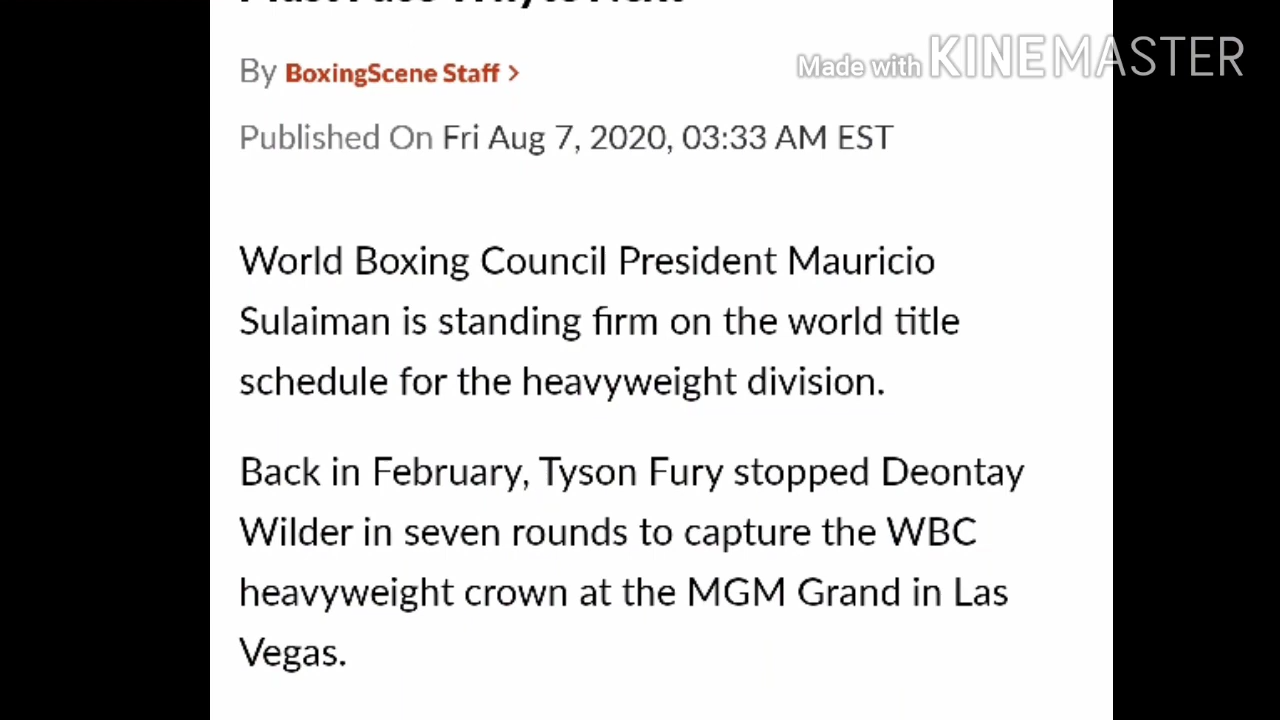 By BoxingScene Staff >
Made with KINEMASTER
Published On Fri Aug 7, 2020, 03:33 AM EST
World Boxing Council President Mauricio
Sulaiman is standing firm on the world title
schedule for the heavyweight division.
Back in February, Tyson Fury stopped Deontay
Wilder in seven rounds to capture the WBC
heavyweight crown at the MGM Grand in Las
Vegas.